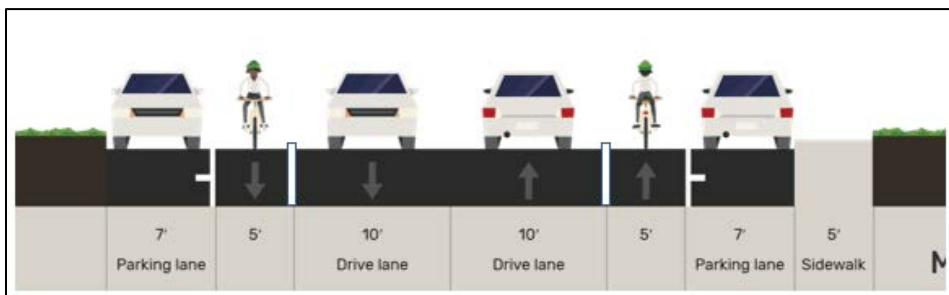 7' 5' 10' 10' 5' 7' 5'
Parking lane Drive lane Drive lane Parking lane Sidewalk M